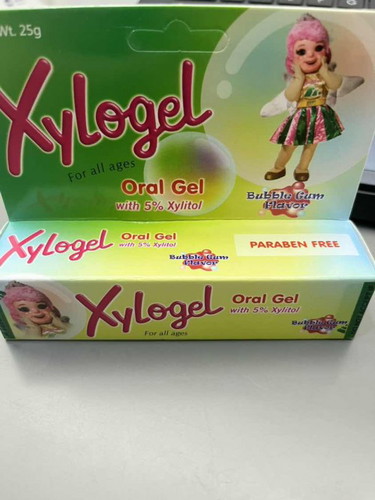 Wt. 25g
Xylogel
For all ages
Oral Gel
with 5% Xylitol
Bubble Gum
Flavor
Xylogel
Oral Gel
with 5% Xylitol
Bubble Gum
Flavor
PARABEN FREE
Xylogel
For all ages
Oral Gel
with 5% Xylitol
Bubble Gum
Flavor